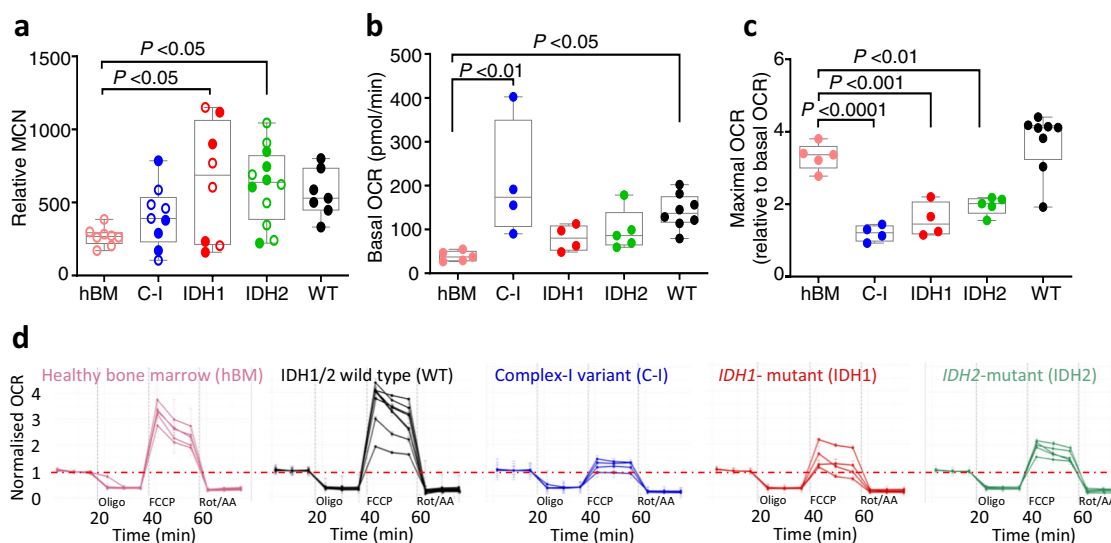 a
Relative MCN
1500
1000
500
0
P <0.05
P <0.05
hBM C-I IDH1 IDH2 WT
b
Basal OCR (pmol/min)
500
400
300
200
100
0
P <0.05
P <0.01
hBM C-I IDH1 IDH2 WT
c
Maximal OCR
(relative to basal OCR)
6
4
2
0
P <0.01
P <0.001
P <0.0001
hBM C-I IDH1 IDH2 WT
d
Normalised OCR
4
3
2
1
0
Healthy bone marrow (hBM)
Oligo FCCP Rot/AA
20 40 60
Time (min)
IDH1/2 wild type (WT)
Oligo FCCP Rot/AA
20 40 60
Time (min)
Complex-I variant (C-I)
Oligo FCCP Rot/AA
20 40 60
Time (min)
IDH1- mutant (IDH1)
Oligo FCCP Rot/AA
20 40 60
Time (min)
IDH2-mutant (IDH2)
Oligo FCCP Rot/AA
20 40 60
Time (min)